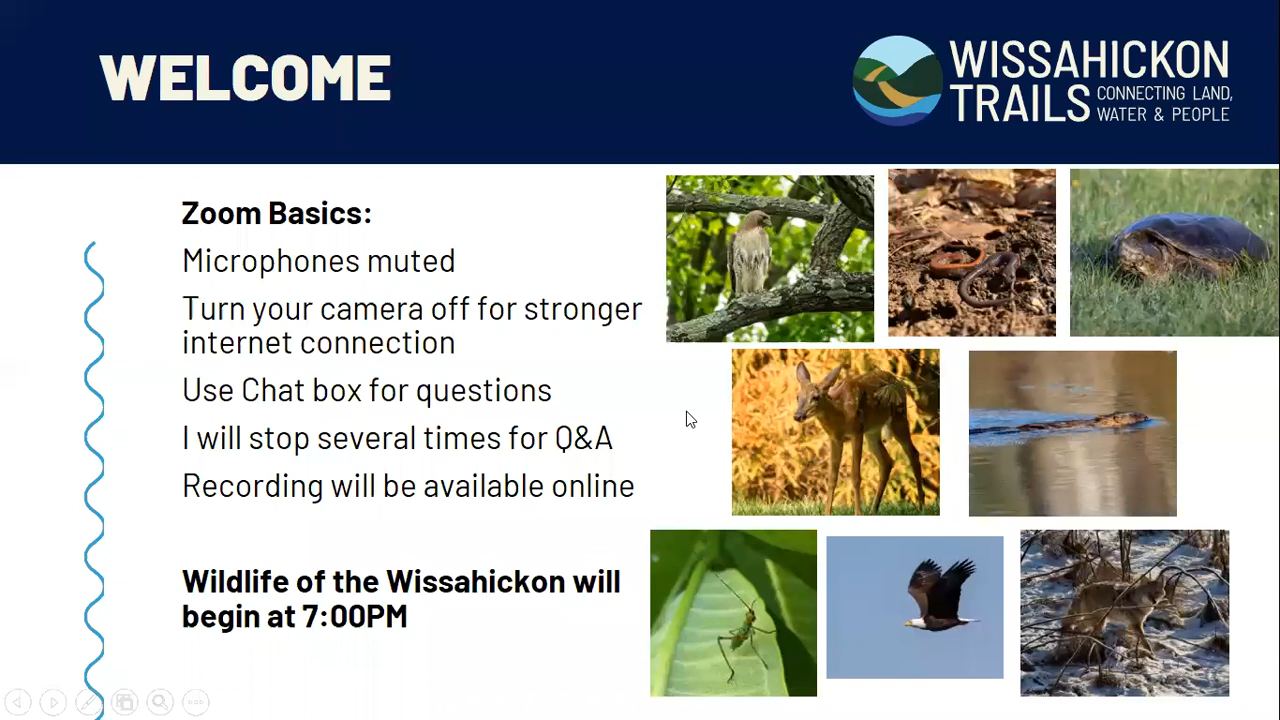 WELCOME
WISSAHICKON
TRAILS CONNECTING LAND,
WATER & PEOPLE
Zoom Basics:
Microphones muted
Turn your camera off for stronger
internet connection
Use Chat box for questions
I will stop several times for Q&A
Recording will be available online
Wildlife of the Wissahickon will
begin at 7:00PM